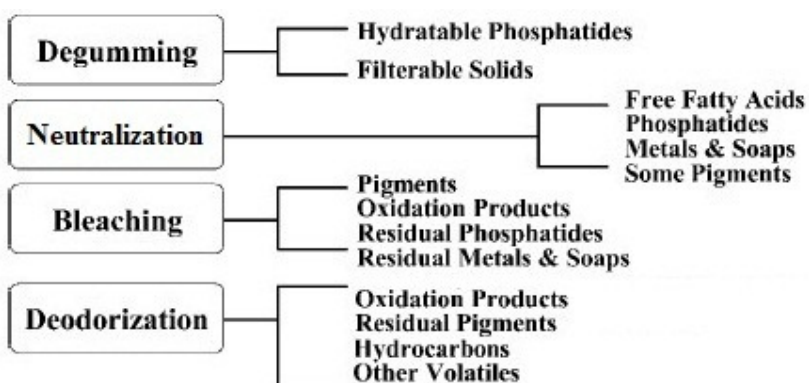 Degumming
Hydratable Phosphatides
Filterable Solids
Neutralization
Free Fatty Acids
Phosphatides
Metals & Soaps
Some Pigments
Bleaching
Pigments
Oxidation Products
Residual Phosphatides
Residual Metals & Soaps
Deodorization
Oxidation Products
Residual Pigments
Hydrocarbons
Other Volatiles